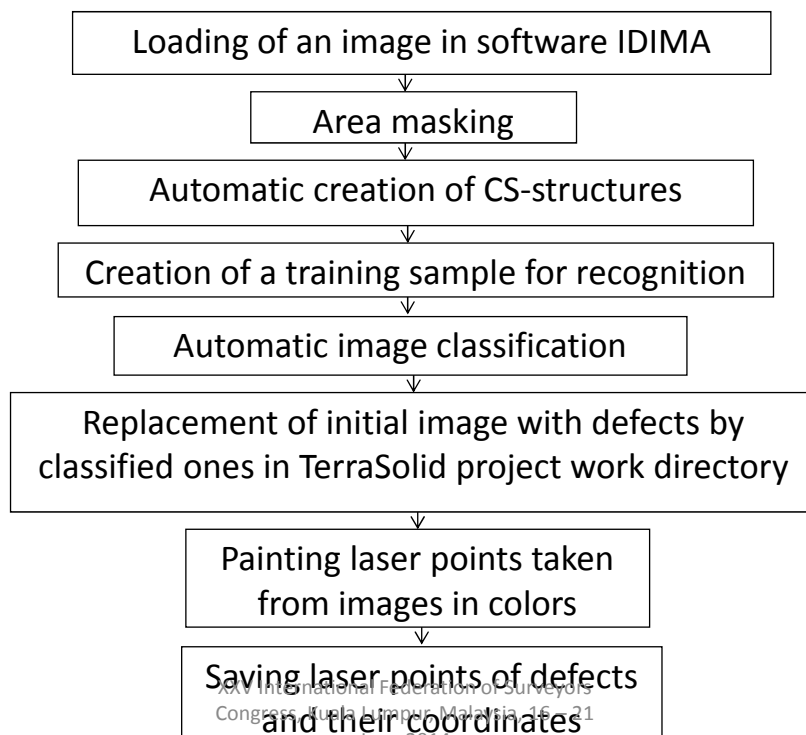 Loading of an image in software IDIMA
Area masking
Automatic creation of CS-structures
Creation of a training sample for recognition
Automatic image classification
Replacement of initial image with defects by
classified ones in TerraSolid project work directory
Painting laser points taken
from images in colors
Saving laser points of defects
XXV International Federation of Surveyors
and their coordinates
Congress, Kuala Lumpur, Malaysia, 16 – 21